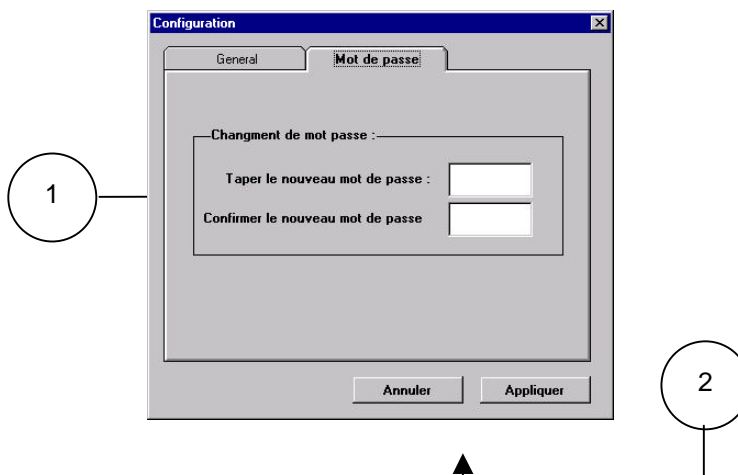 Configuration
General
Mot de passe
Changment de mot passe :
Taper le nouveau mot de passe :
Confirmer le nouveau mot de passe
1
Annuler
Appliquer
2